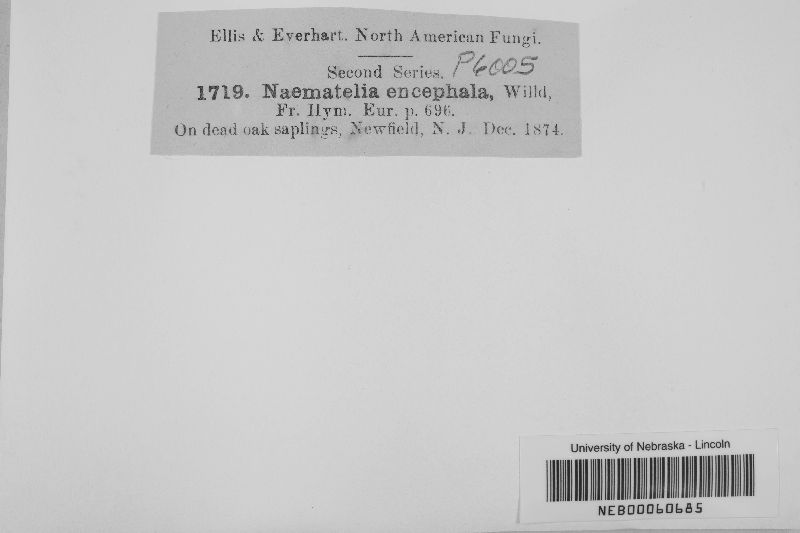 Ellis & Everhart. North American Fungi.
Second Series. P6005
1719. Naematelia encephala, Willd,
Fr. Hym. Eur. p. 696.
On dead oak saplings, Newfield, N. J. Dec. 1874.
University of Nebraska - Lincoln
NEB00060685